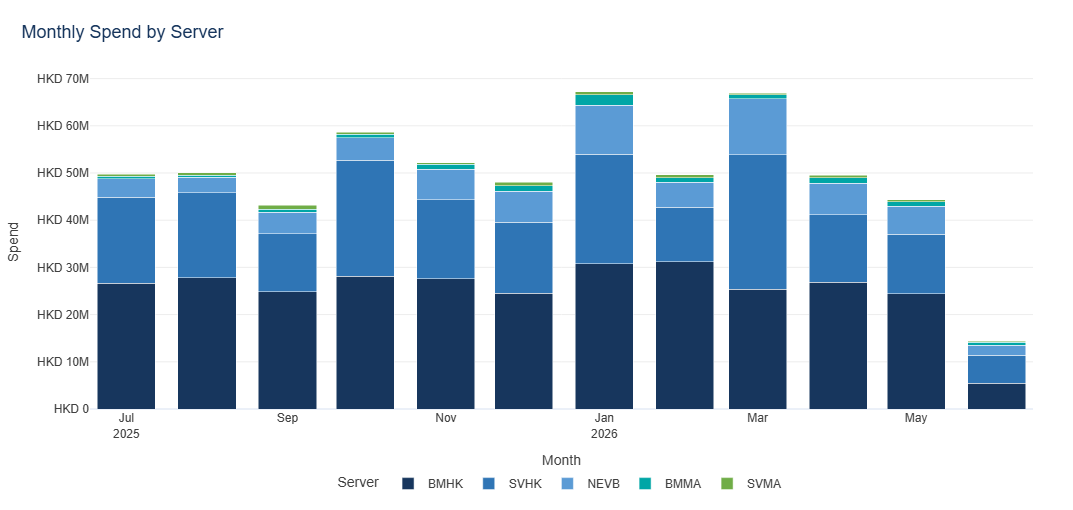 Monthly Spend by Server
HKD 70M
HKD 60M
HKD 50M
HKD 40M
HKD 30M
HKD 20M
HKD 10M
HKD 0
Spend
Jul
2025
Sep
Nov
Jan
2026
Mar
May
Month
Server BMHK SVHK NEVB BMMA SVMA